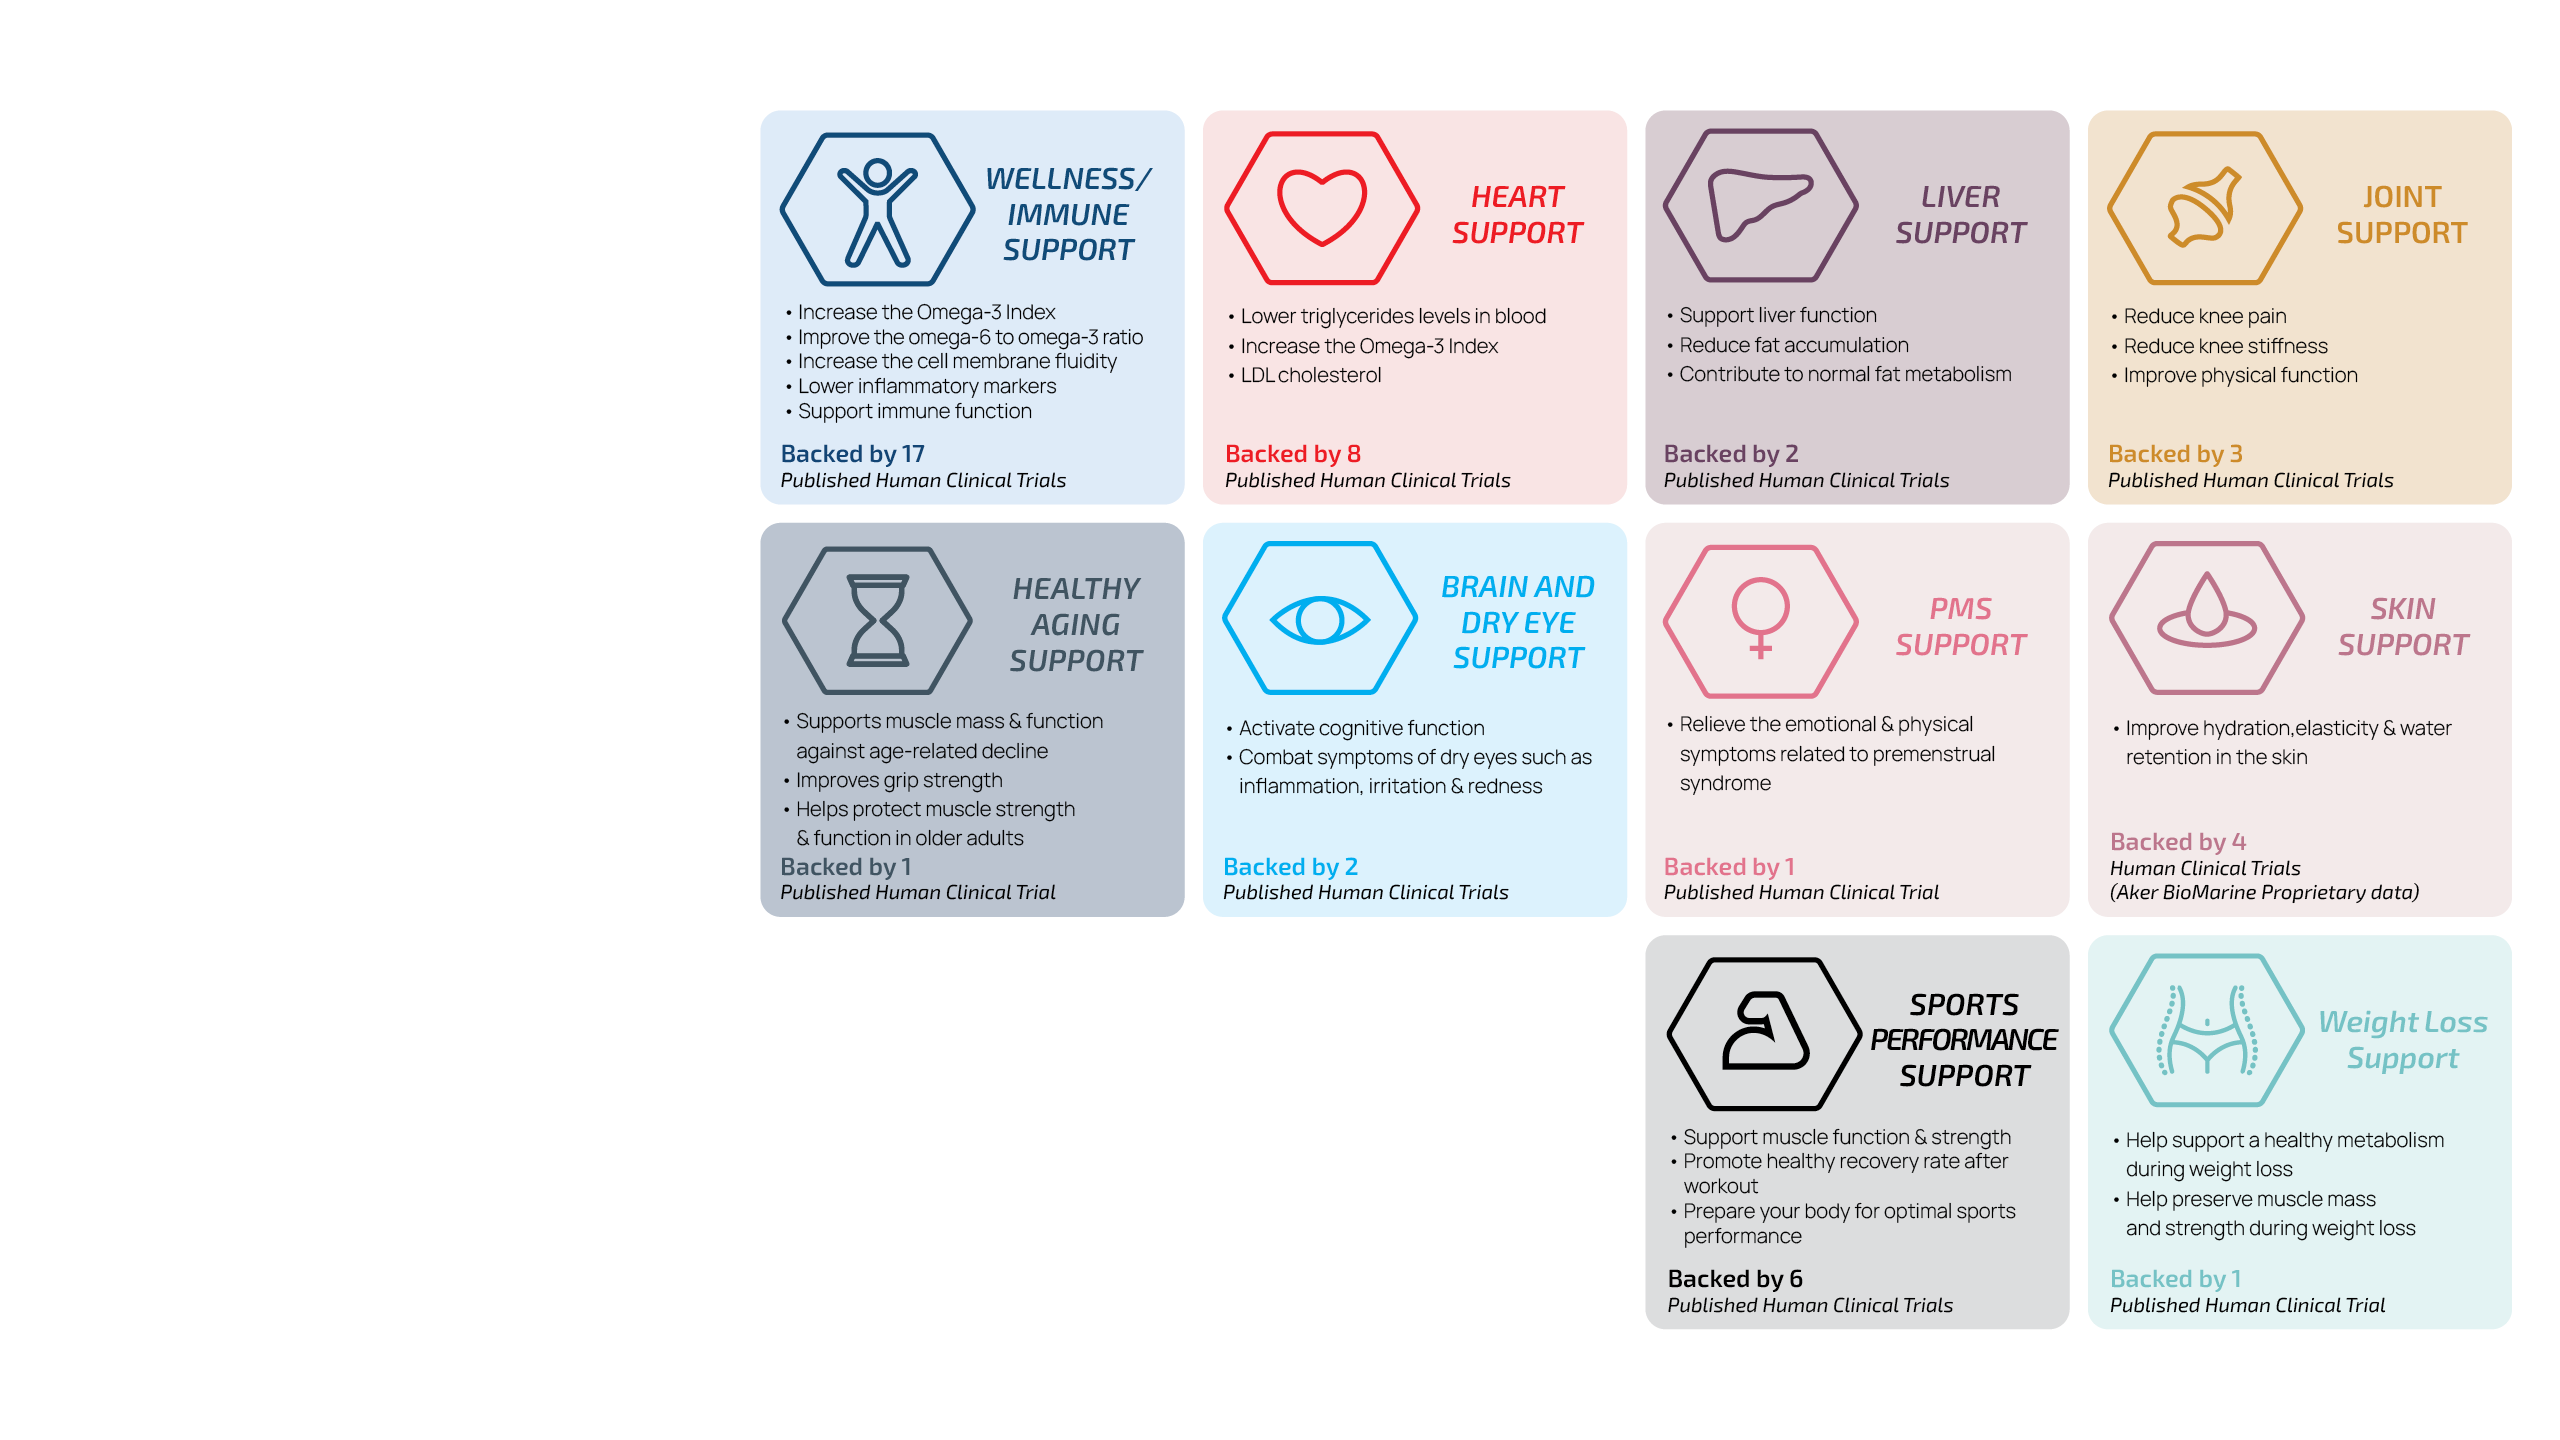 WELLNESS/
IMMUNE
SUPPORT
• Increase the Omega-3 Index
• Improve the omega-6 to omega-3 ratio
• Increase the cell membrane fluidity
• Lower inflammatory markers
• Support immune function
Backed by 17
Published Human Clinical Trials
HEART
SUPPORT
• Lower triglycerides levels in blood
• Increase the Omega-3 Index
• LDL cholesterol
Backed by 8
Published Human Clinical Trials
LIVER
SUPPORT
• Support liver function
• Reduce fat accumulation
• Contribute to normal fat metabolism
Backed by 2
Published Human Clinical Trials
JOINT
SUPPORT
• Reduce knee pain
• Reduce knee stiffness
• Improve physical function
Backed by 3
Published Human Clinical Trials
HEALTHY
AGING
SUPPORT
• Supports muscle mass & function
against age-related decline
• Improves grip strength
• Helps protect muscle strength
& function in older adults
Backed by 1
Published Human Clinical Trial
BRAIN AND
DRY EYE
SUPPORT
• Activate cognitive function
• Combat symptoms of dry eyes such as
inflammation, irritation & redness
Backed by 2
Published Human Clinical Trials
PMS
SUPPORT
• Relieve the emotional & physical
symptoms related to premenstrual
syndrome
Backed by 1
Published Human Clinical Trial
SKIN
SUPPORT
• Improve hydration,elasticity & water
retention in the skin
Backed by 4
Human Clinical Trials
(Aker BioMarine Proprietary data)
SPORTS
PERFORMANCE
SUPPORT
• Support muscle function & strength
• Promote healthy recovery rate after
workout
• Prepare your body for optimal sports
performance
Backed by 6
Published Human Clinical Trials
Weight Loss
Support
• Help support a healthy metabolism
during weight loss
• Help preserve muscle mass
and strength during weight loss
Backed by 1
Published Human Clinical Trial